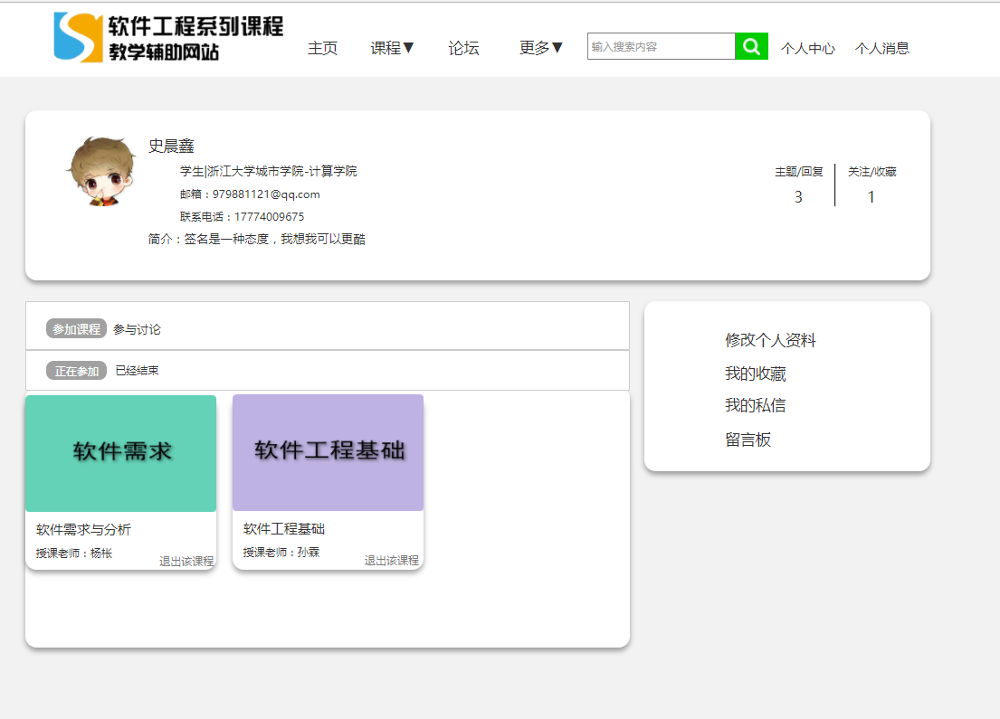 软件工程系列课程
教学辅助网站
主页 课程▼ 论坛 更多▼ 输入搜索内容 个人中心 个人消息
史晨鑫
学生|浙江大学城市学院-计算学院
邮箱：979881121@qq.com
联系电话：17774009675
简介：签名是一种态度，我想我可以更酷
主题/回复 关注/收藏
3 1
参加课程 参与讨论
正在参加 已经结束
软件需求 软件工程基础
软件需求与分析
授课老师：杨枨
退出该课程
软件工程基础
授课老师：孙霖
退出该课程
修改个人资料
我的收藏
我的私信
留言板